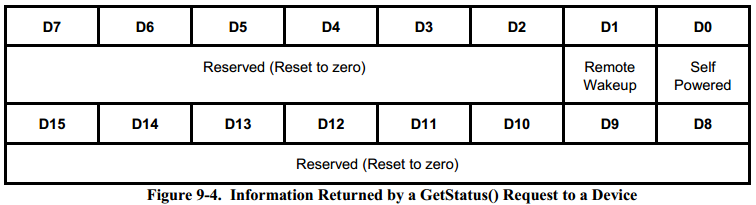 D7 D6 D5 D4 D3 D2 D1 D0
Reserved (Reset to zero) Remote Wakeup Self Powered
D15 D14 D13 D12 D11 D10 D9 D8
Reserved (Reset to zero)
Figure 9-4. Information Returned by a GetStatus() Request to a Device